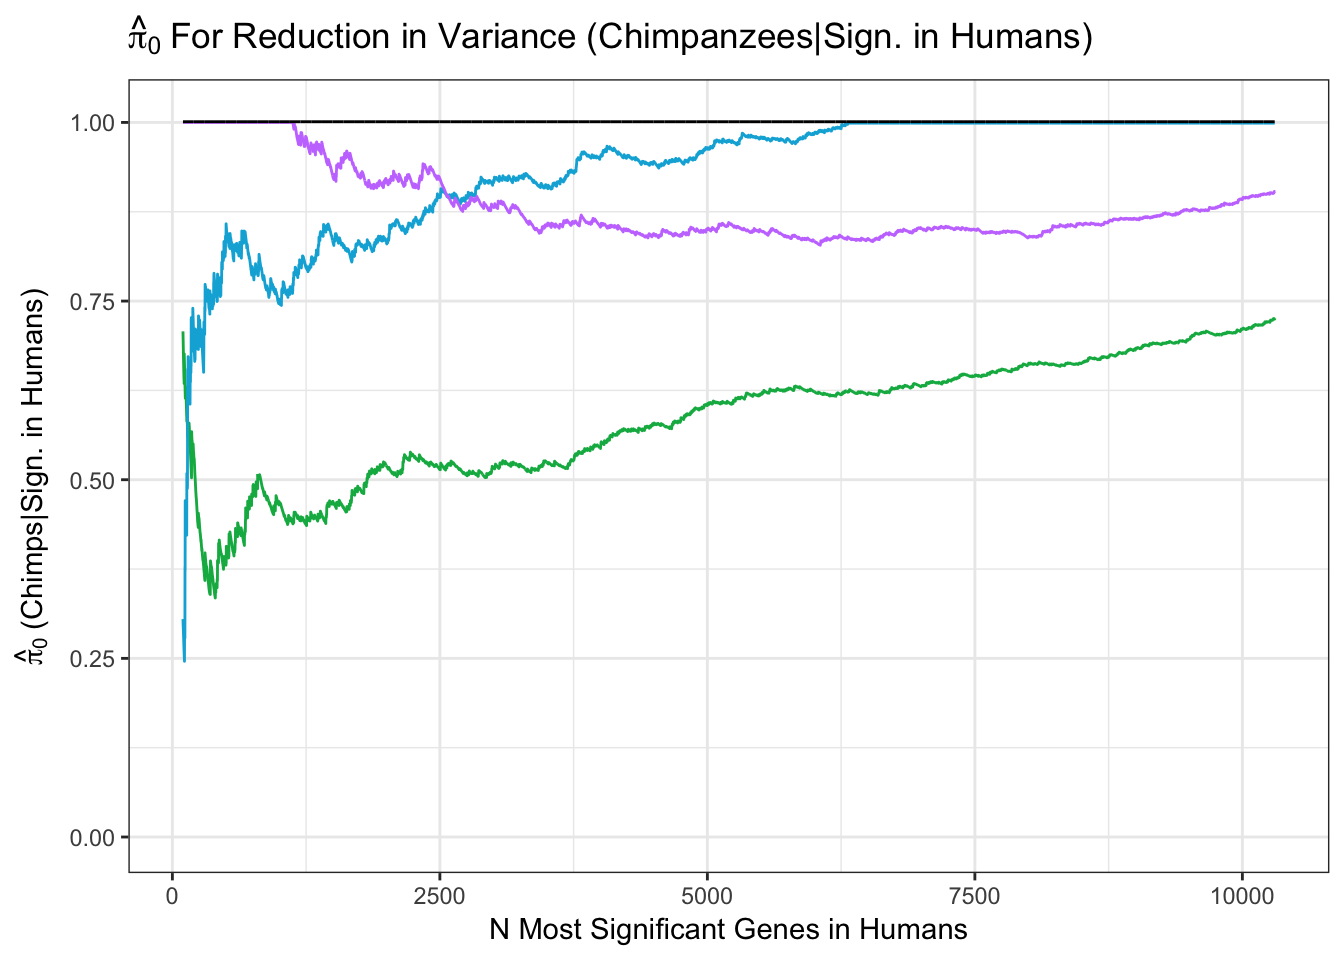 π̂₀ For Reduction in Variance (Chimpanzees|Sign. in Humans)
π̂₀ (Chimps|Sign. in Humans)
1.00
0.75
0.50
0.25
0.00
0 2500 5000 7500 10000
N Most Significant Genes in Humans